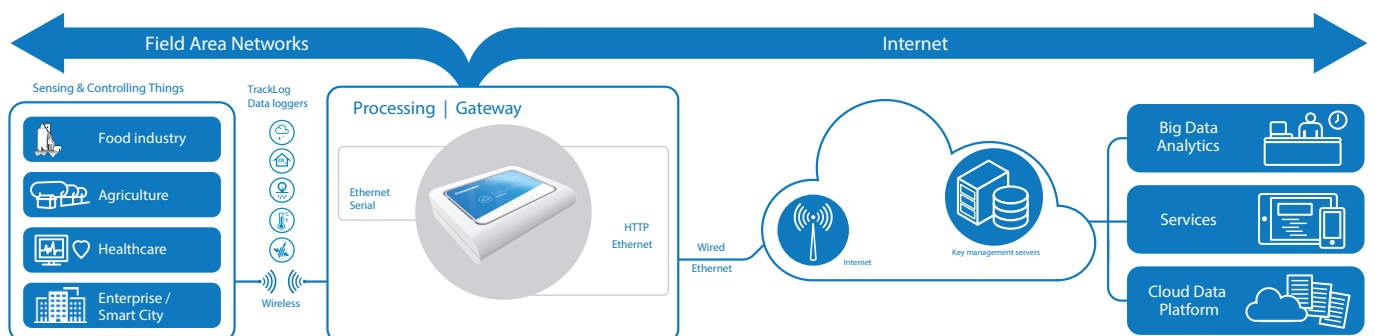 Field Area Networks
Internet
Sensing & Controlling Things
Food industry
Agriculture
Healthcare
Enterprise /
Smart City
TrackLog
Data loggers
°C
°F
Wireless
Processing | Gateway
Ethernet
Serial
HTTP
Ethernet
Wired
Ethernet
Internet
Key management servers
Big Data
Analytics
Services
Cloud Data
Platform